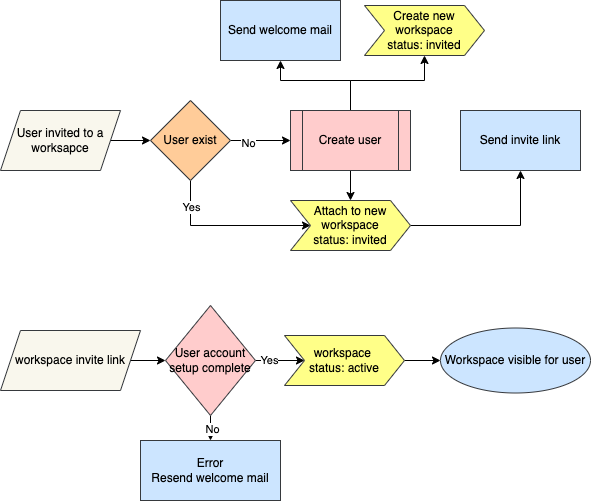 Send welcome mail
Create new
workspace
status: invited
User invited to a
worksapce
User exist
No
Create user
Send invite link
Yes
Attach to new
workspace
status: invited
workspace invite link
User account
setup complete
Yes
workspace
status: active
Workspace visible for user
No
Error
Resend welcome mail